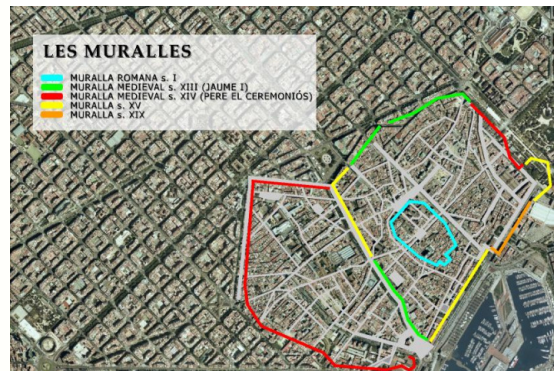 LES MURALLES
MURALLA ROMANA s. I
MURALLA MEDIEVAL s. XIII (JAUME I)
MURALLA MEDIEVAL s. XIV (PERE EL CEREMONIÓS)
MURALLA s. XV
MURALLA s. XIX